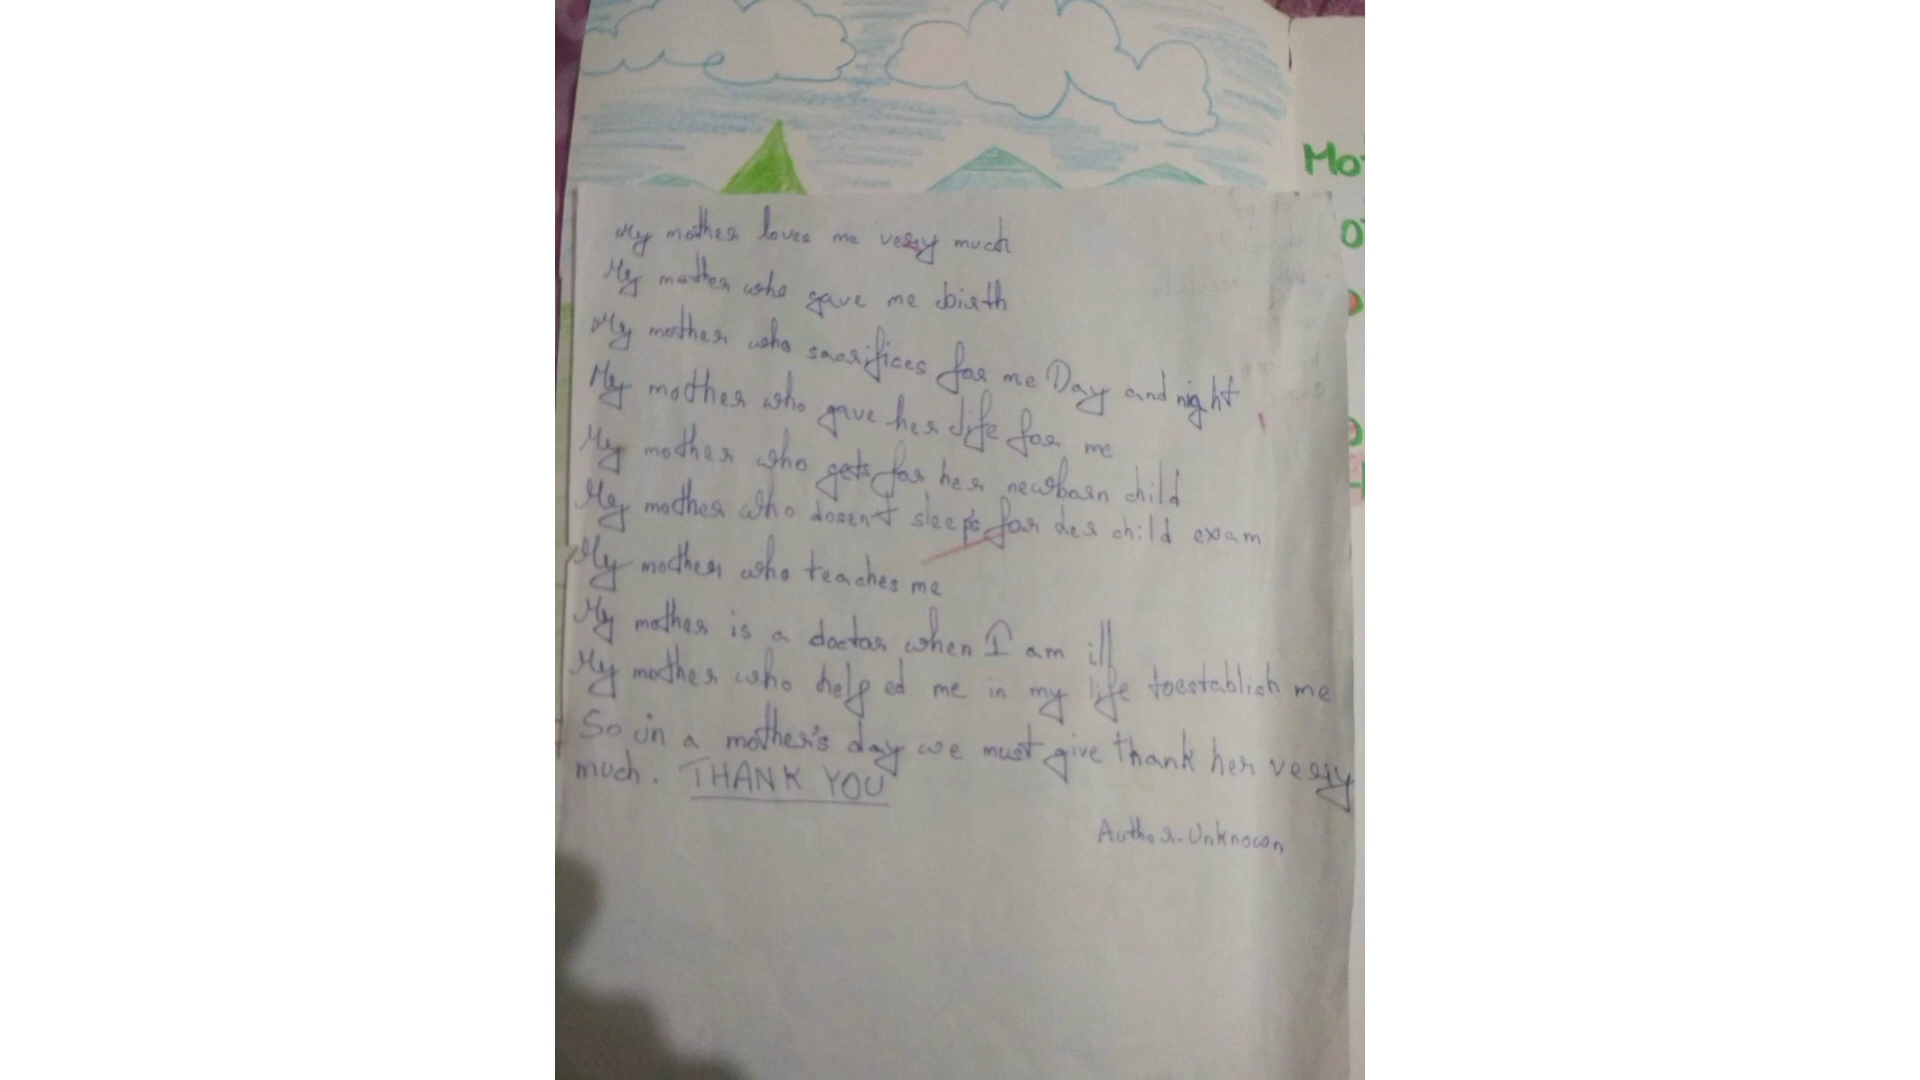 My mother loves me very much
My mother who gave me birth
My mother who sacrifices for me Day and night
My mother who gave her life for me
My mother who gets for her newborn child
My mother who dosent sleeps for her child exam
My mother who teaches me
My mother is a doctor when I am ill
My mother who helped me in my life toestablish me
So in a mother's day we must give thank her very
much. THANK YOU
Author-Unknown
Mot